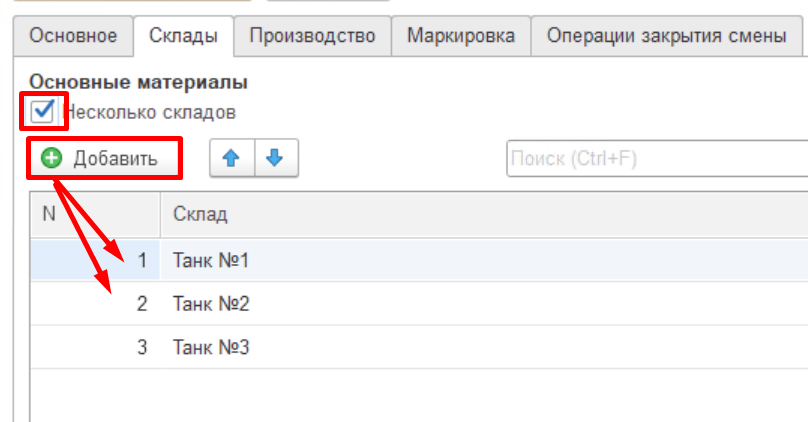 Основное Склады Производство Маркировка Операции закрытия смены
Основные материалы
Несколько складов
Добавить Поиск (Ctrl+F)
N Склад
1 Танк №1
2 Танк №2
3 Танк №3